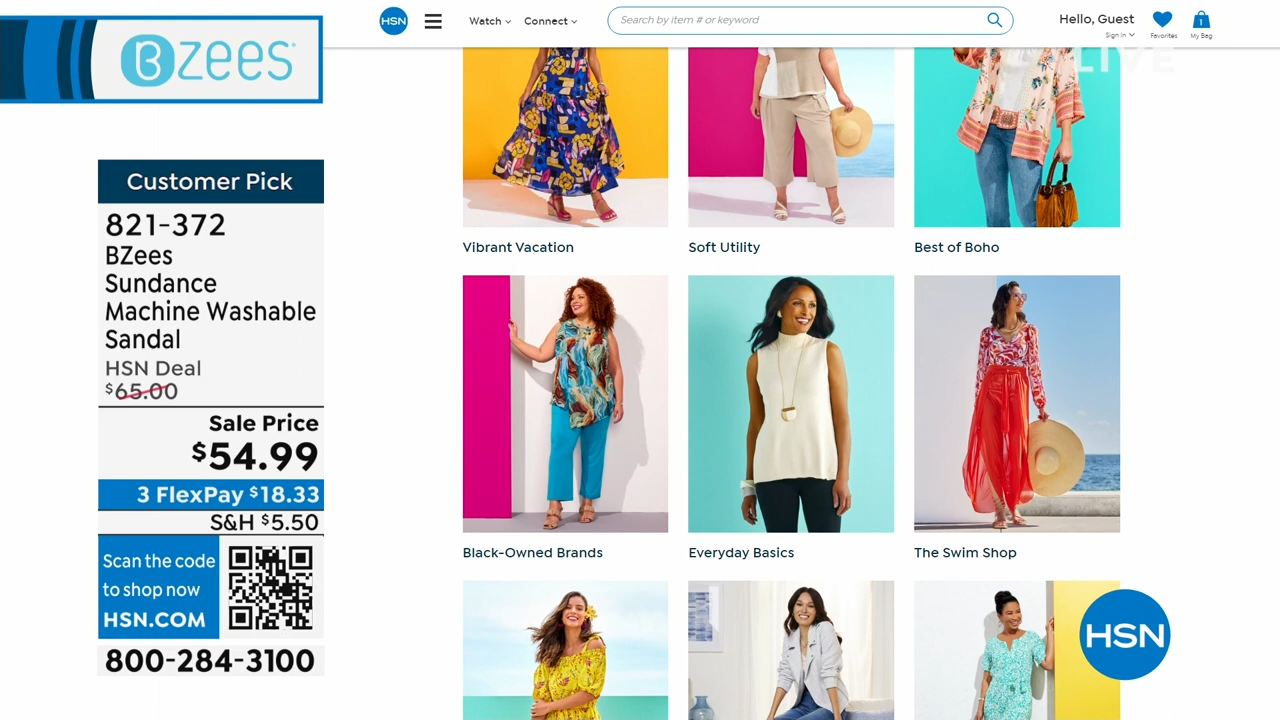 Bzees
HSN
Watch
Connect
Search by item # or keyword
Hello, Guest
Sign In
Favorites
1
My Bag
LIVE
Customer Pick
821-372
BZees
Sundance
Machine Washable
Sandal
HSN Deal
$65.00
Sale Price
$54.99
3 FlexPay $18.33
S&H $5.50
Scan the code
to shop now
HSN.COM
800-284-3100
Vibrant Vacation
Soft Utility
Best of Boho
Black-Owned Brands
Everyday Basics
The Swim Shop
HSN